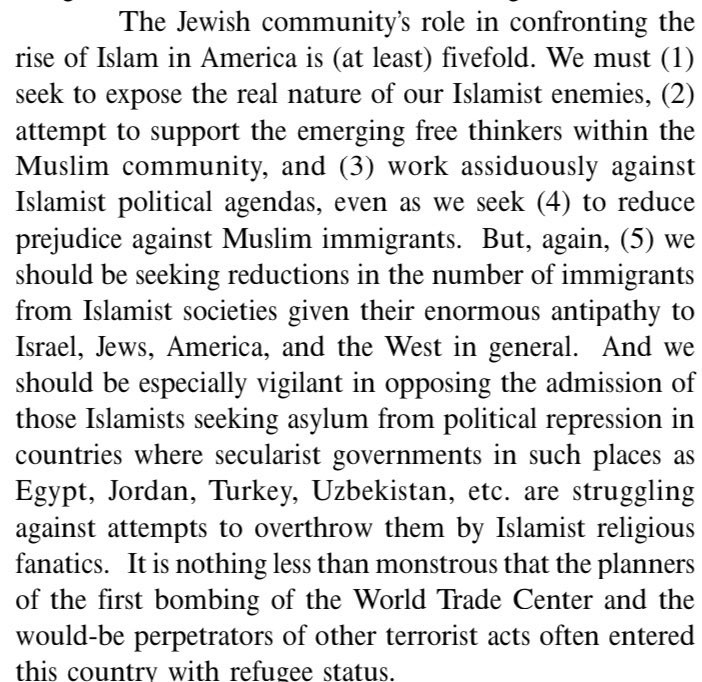 The Jewish community's role in confronting the
rise of Islam in America is (at least) fivefold. We must (1)
seek to expose the real nature of our Islamist enemies, (2)
attempt to support the emerging free thinkers within the
Muslim community, and (3) work assiduously against
Islamist political agendas, even as we seek (4) to reduce
prejudice against Muslim immigrants. But, again, (5) we
should be seeking reductions in the number of immigrants
from Islamist societies given their enormous antipathy to
Israel, Jews, America, and the West in general. And we
should be especially vigilant in opposing the admission of
those Islamists seeking asylum from political repression in
countries where secularist governments in such places as
Egypt, Jordan, Turkey, Uzbekistan, etc. are struggling
against attempts to overthrow them by Islamist religious
fanatics. It is nothing less than monstrous that the planners
of the first bombing of the World Trade Center and the
would-be perpetrators of other terrorist acts often entered
this country with refugee status.